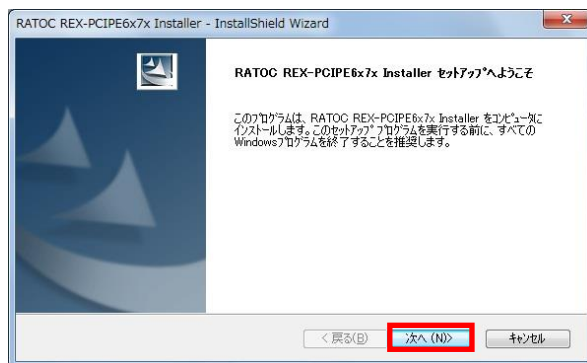 RATOC REX-PCIPE6x7x Installer - InstallShield Wizard
RATOC REX-PCIPE6x7x Installer セットアップへようこそ
このプログラムは、RATOC REX-PCIPE6x7x Installer をコンピュータに
インストールします。このセットアップ プログラムを実行する前に、すべての
Windowsプログラムを終了することを推奨します。
< 戻る(B)
次へ (N)>
キャンセル